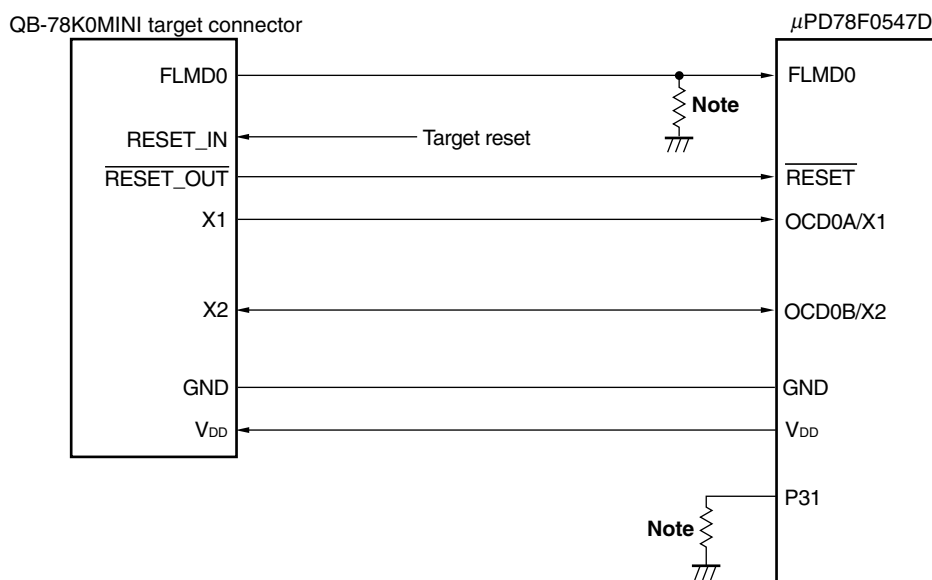 QB-78K0MINI target connector
μPD78F0547D
FLMD0
FLMD0
Note
RESET_IN
Target reset
RESET_OUT
RESET
X1
OCD0A/X1
X2
OCD0B/X2
GND
GND
VDD
VDD
P31
Note